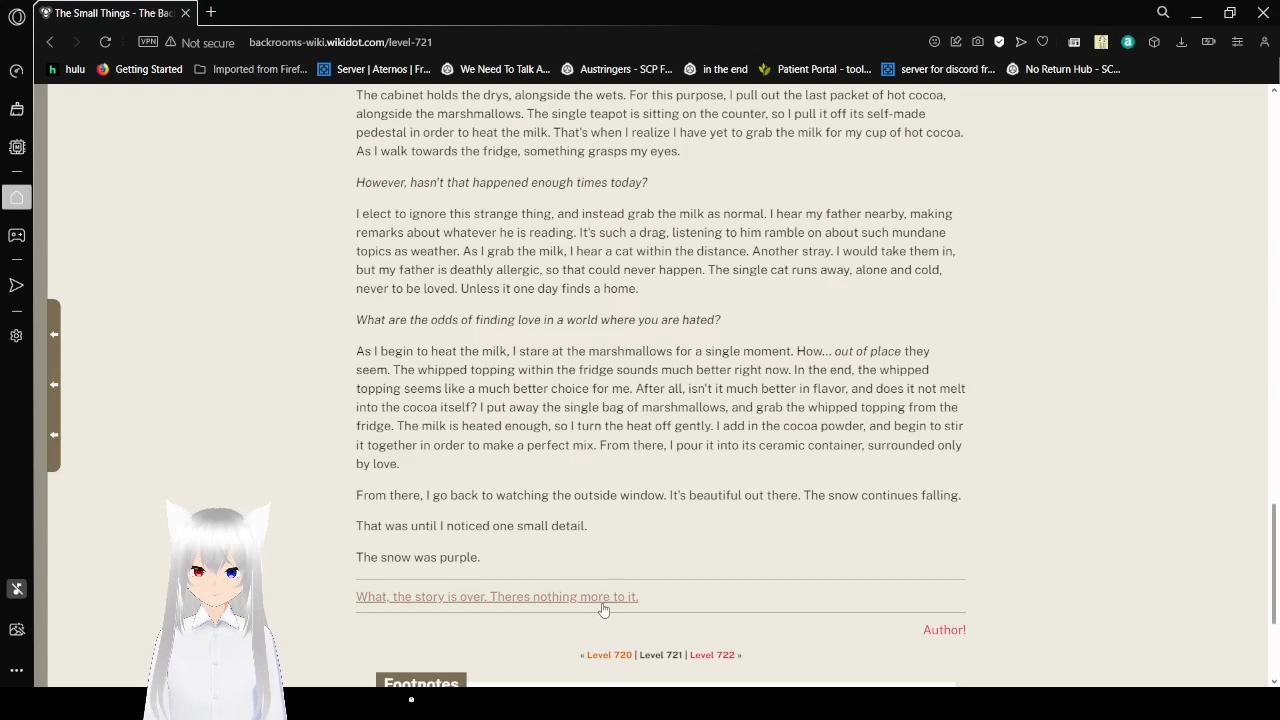 The Small Things - The Bac
VPN
Not secure
backrooms-wiki.wikidot.com/level-721
hulu
Getting Started
Imported from Firef...
Server | Aternos | Fr...
We Need To Talk A...
Austringers - SCP F...
in the end
Patient Portal - tool...
server for discord fr...
No Return Hub - SC...
The cabinet holds the drys, alongside the wets. For this purpose, I pull out the last packet of hot cocoa,
alongside the marshmallows. The single teapot is sitting on the counter, so I pull it off its self-made
pedestal in order to heat the milk. That's when I realize I have yet to grab the milk for my cup of hot cocoa.
As I walk towards the fridge, something grasps my eyes.
However, hasn't that happened enough times today?
I elect to ignore this strange thing, and instead grab the milk as normal. I hear my father nearby, making
remarks about whatever he is reading. It's such a drag, listening to him ramble on about such mundane
topics as weather. As I grab the milk, I hear a cat within the distance. Another stray. I would take them in,
but my father is deathly allergic, so that could never happen. The single cat runs away, alone and cold,
never to be loved. Unless it one day finds a home.
What are the odds of finding love in a world where you are hated?
As I begin to heat the milk, I stare at the marshmallows for a single moment. How... out of place they
seem. The whipped topping within the fridge sounds much better right now. In the end, the whipped
topping seems like a much better choice for me. After all, isn't it much better in flavor, and does it not melt
into the cocoa itself? I put away the single bag of marshmallows, and grab the whipped topping from the
fridge. The milk is heated enough, so I turn the heat off gently. I add in the cocoa powder, and begin to stir
it together in order to make a perfect mix. From there, I pour it into its ceramic container, surrounded only
by love.
From there, I go back to watching the outside window. It's beautiful out there. The snow continues falling.
That was until I noticed one small detail.
The snow was purple.
What, the story is over. Theres nothing more to it.
Author!
« Level 720 | Level 721 | Level 722 »
Footnotes